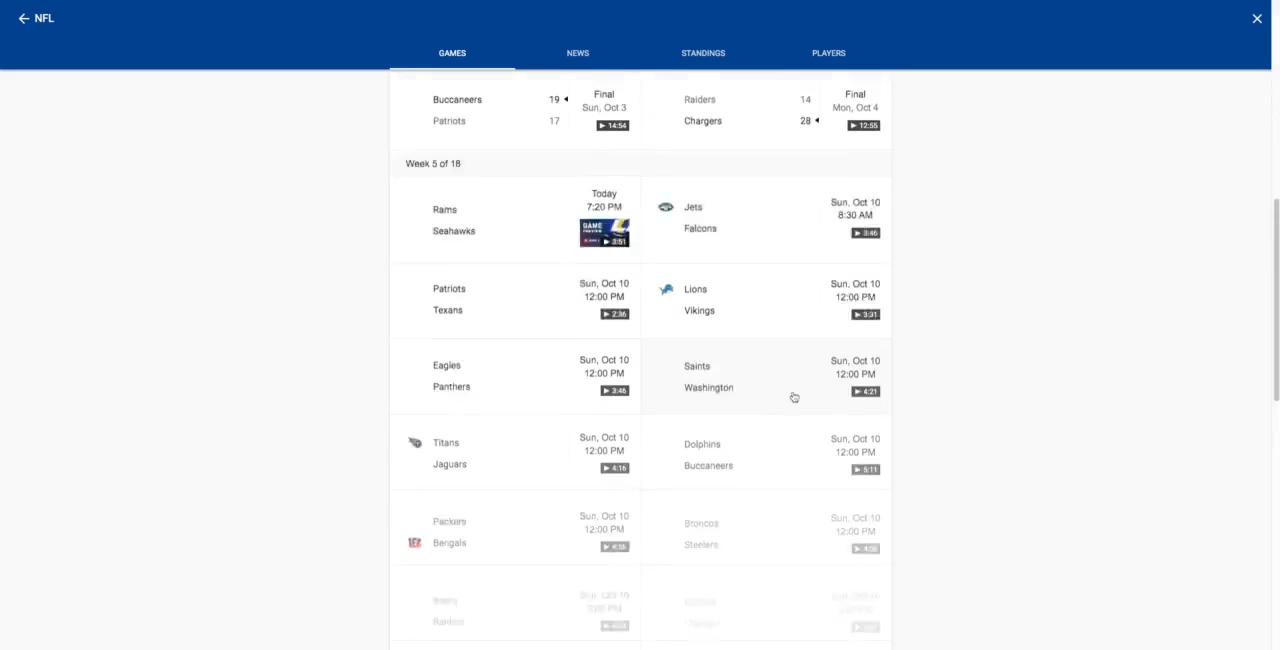 NFL
GAMES NEWS STANDINGS PLAYERS
Buccaneers 19
Patriots 17
Final
Sun, Oct 3
14:54
Raiders 14
Chargers 28
Final
Mon, Oct 4
12:55
Week 5 of 18
Rams
Seahawks
Today
7:20 PM
GAME
3:51
Jets
Falcons
Sun, Oct 10
8:30 AM
3:46
Patriots
Texans
Sun, Oct 10
12:00 PM
2:36
Lions
Vikings
Sun, Oct 10
12:00 PM
3:31
Eagles
Panthers
Sun, Oct 10
12:00 PM
3:46
Saints
Washington
Sun, Oct 10
12:00 PM
4:21
Titans
Jaguars
Sun, Oct 10
12:00 PM
4:16
Dolphins
Buccaneers
Sun, Oct 10
12:00 PM
5:11
Packers
Bengals
Sun, Oct 10
12:00 PM
Broncos
Steelers
Sun, Oct 10
12:00 PM